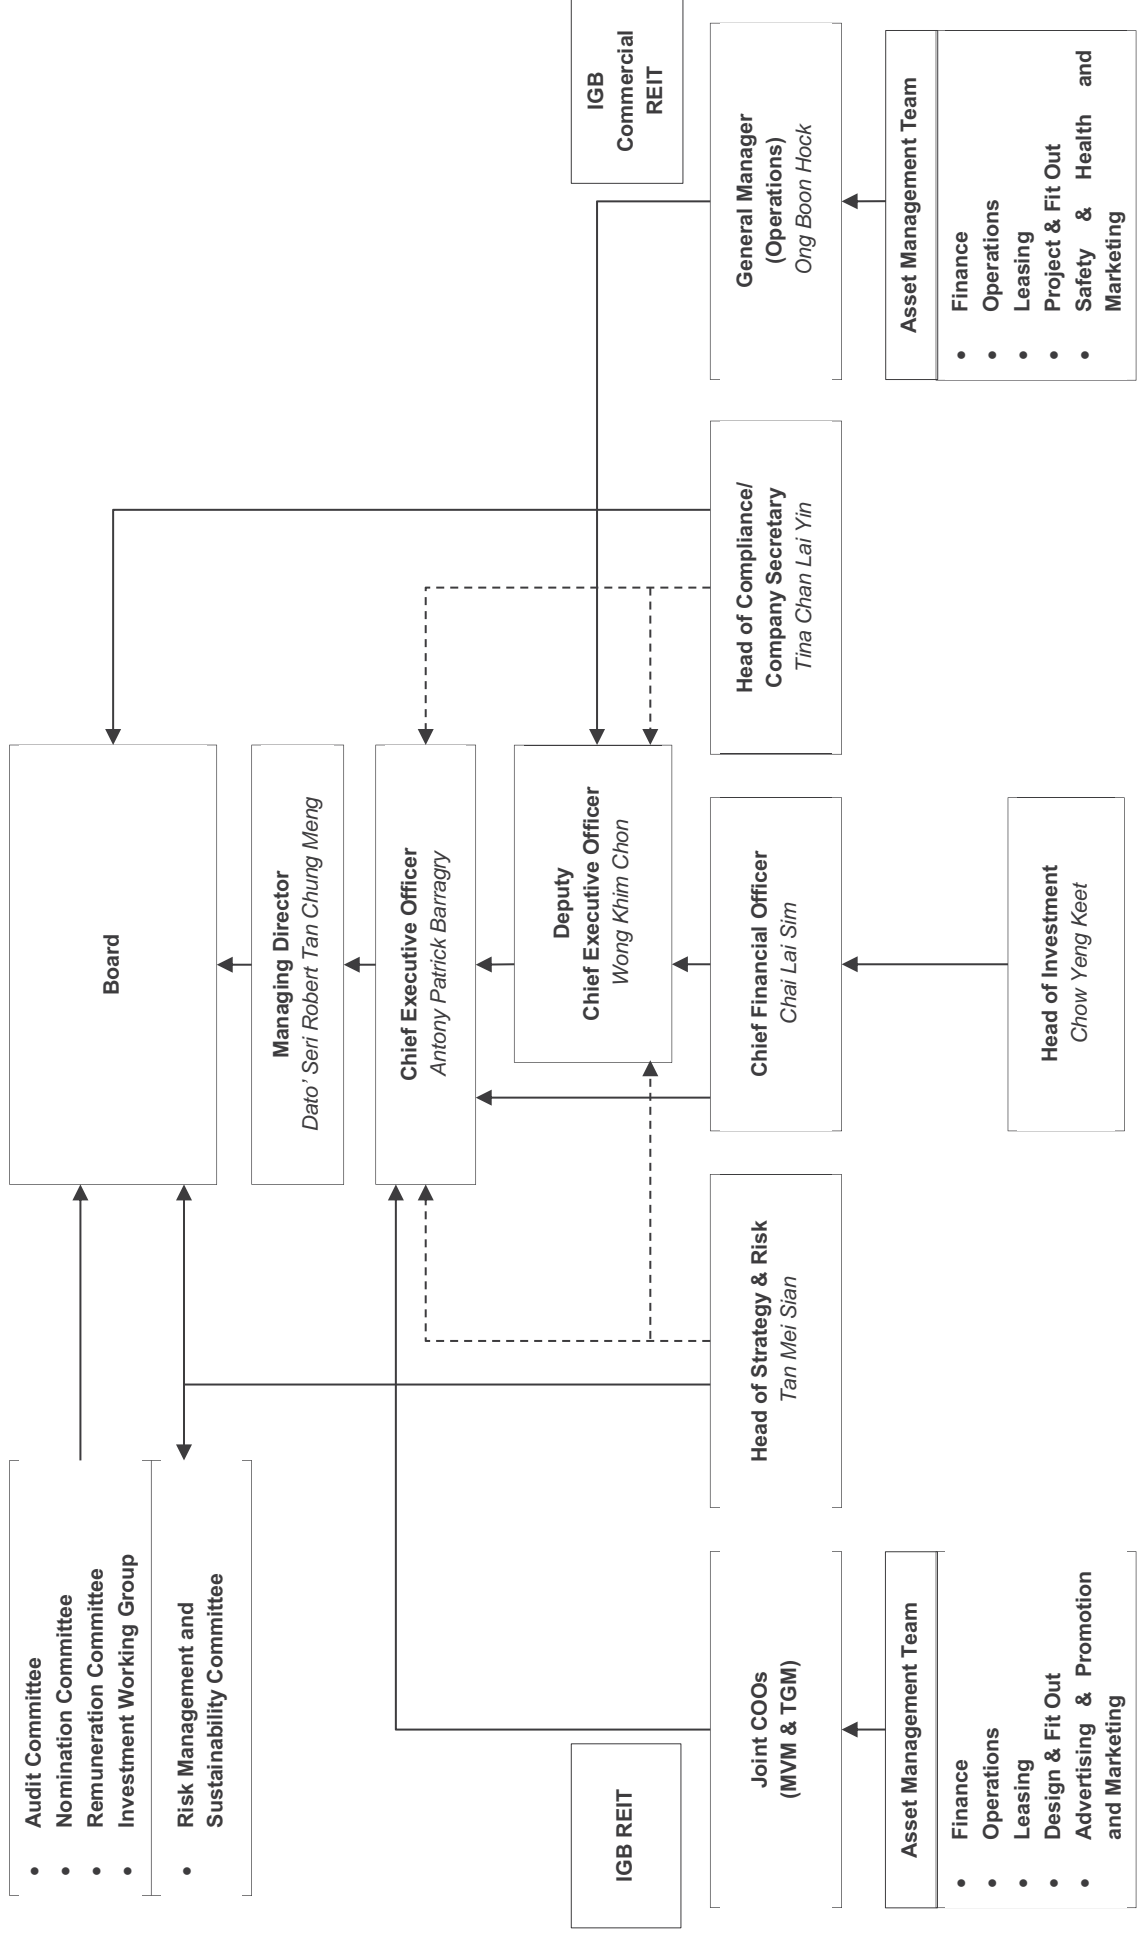 • Audit Committee
• Nomination Committee
• Remuneration Committee
• Investment Working Group
• Risk Management and
Sustainability Committee
Board
Managing Director
Dato’ Seri Robert Tan Chung Meng
Chief Executive Officer
Antony Patrick Barragry
Deputy
Chief Executive Officer
Wong Khim Chon
IGB REIT
IGB
Commercial
REIT
Joint COOs
(MVM & TGM)
Head of Strategy & Risk
Tan Mei Sian
Chief Financial Officer
Chai Lai Sim
Head of Compliance/
Company Secretary
Tina Chan Lai Yin
General Manager
(Operations)
Ong Boon Hock
Asset Management Team
• Finance
• Operations
• Leasing
• Design & Fit Out
• Advertising & Promotion
and Marketing
Head of Investment
Chow Yeng Keet
Asset Management Team
• Finance
• Operations
• Leasing
• Project & Fit Out
• Safety & Health and
Marketing